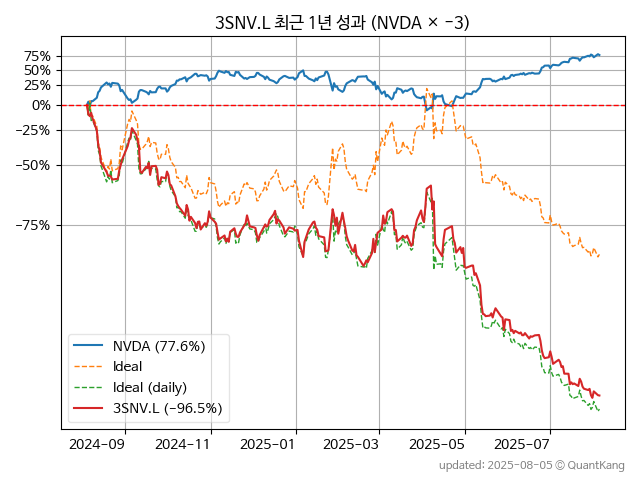 3SNV.L 최근 1년 성과 (NVDA × −3)
75%
50%
25%
0%
−25%
−50%
−75%
NVDA (77.6%)
Ideal
Ideal (daily)
3SNV.L (−96.5%)
2024-09 2024-11 2025-01 2025-03 2025-05 2025-07
updated: 2025-08-05 © QuantKang